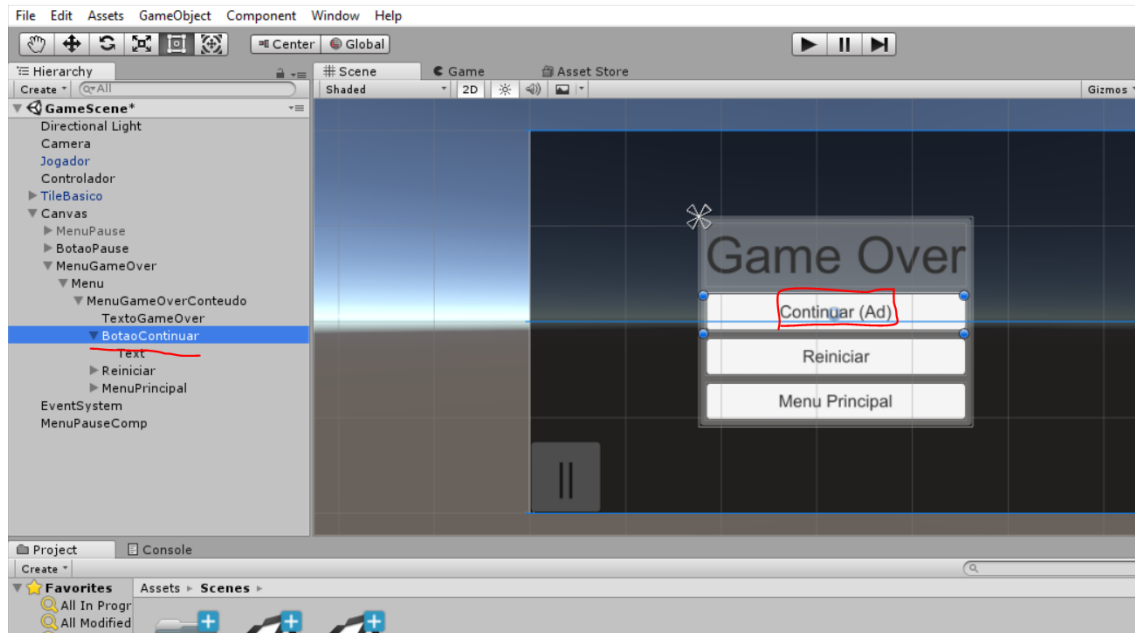 File Edit Assets GameObject Component Window Help
Center Global
Hierarchy
Create All
GameScene*
Directional Light
Camera
Jogador
Controlador
TileBasico
Canvas
MenuPause
BotaoPause
MenuGameOver
Menu
MenuGameOverConteudo
TextoGameOver
BotaoContinuar
Text
Reiniciar
MenuPrincipal
EventSystem
MenuPauseComp
Scene Game Asset Store
Shaded 2D Gizmos
Game Over
Continuar (Ad)
Reiniciar
Menu Principal
Project Console
Create
Favorites Assets Scenes
All In Progr
All Modified